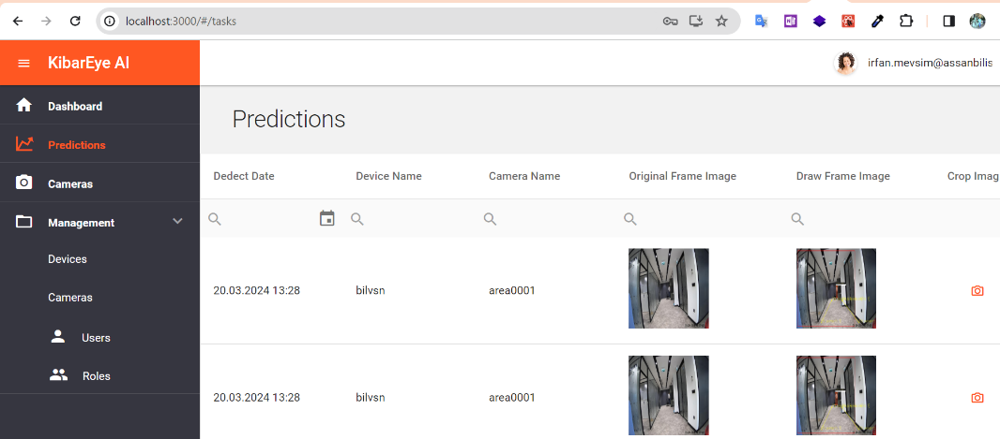 localhost:3000/#/tasks
KibarEye AI
irfan.mevsim@assanbilis
Dashboard
Predictions
Cameras
Management
Devices
Cameras
Users
Roles
Predictions
Dedect Date Device Name Camera Name Original Frame Image Draw Frame Image Crop Imag
20.03.2024 13:28 bilvsn area0001
20.03.2024 13:28 bilvsn area0001